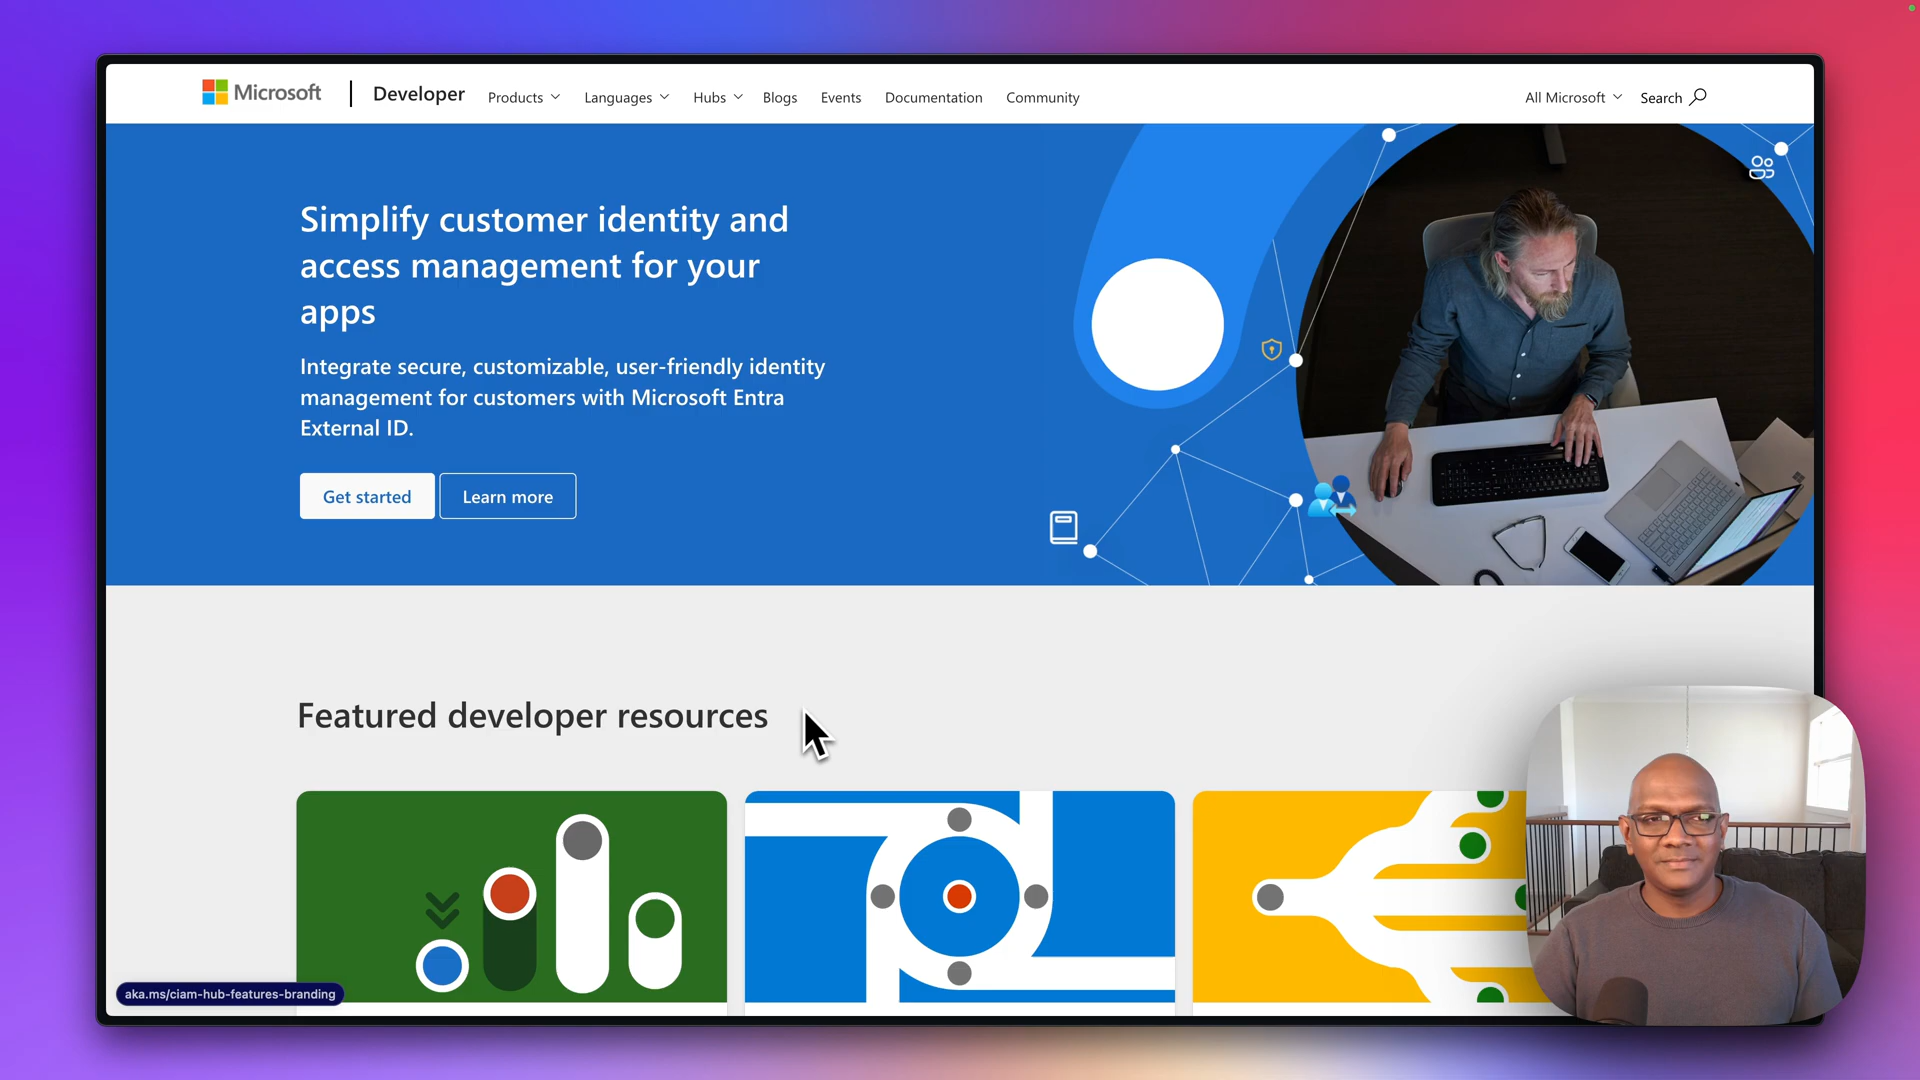 Microsoft
Developer
Products
Languages
Hubs
Blogs
Events
Documentation
Community
All Microsoft
Search
Simplify customer identity and
access management for your
apps
Integrate secure, customizable, user-friendly identity
management for customers with Microsoft Entra
External ID.
Get started
Learn more
Featured developer resources
aka.ms/ciam-hub-features-branding